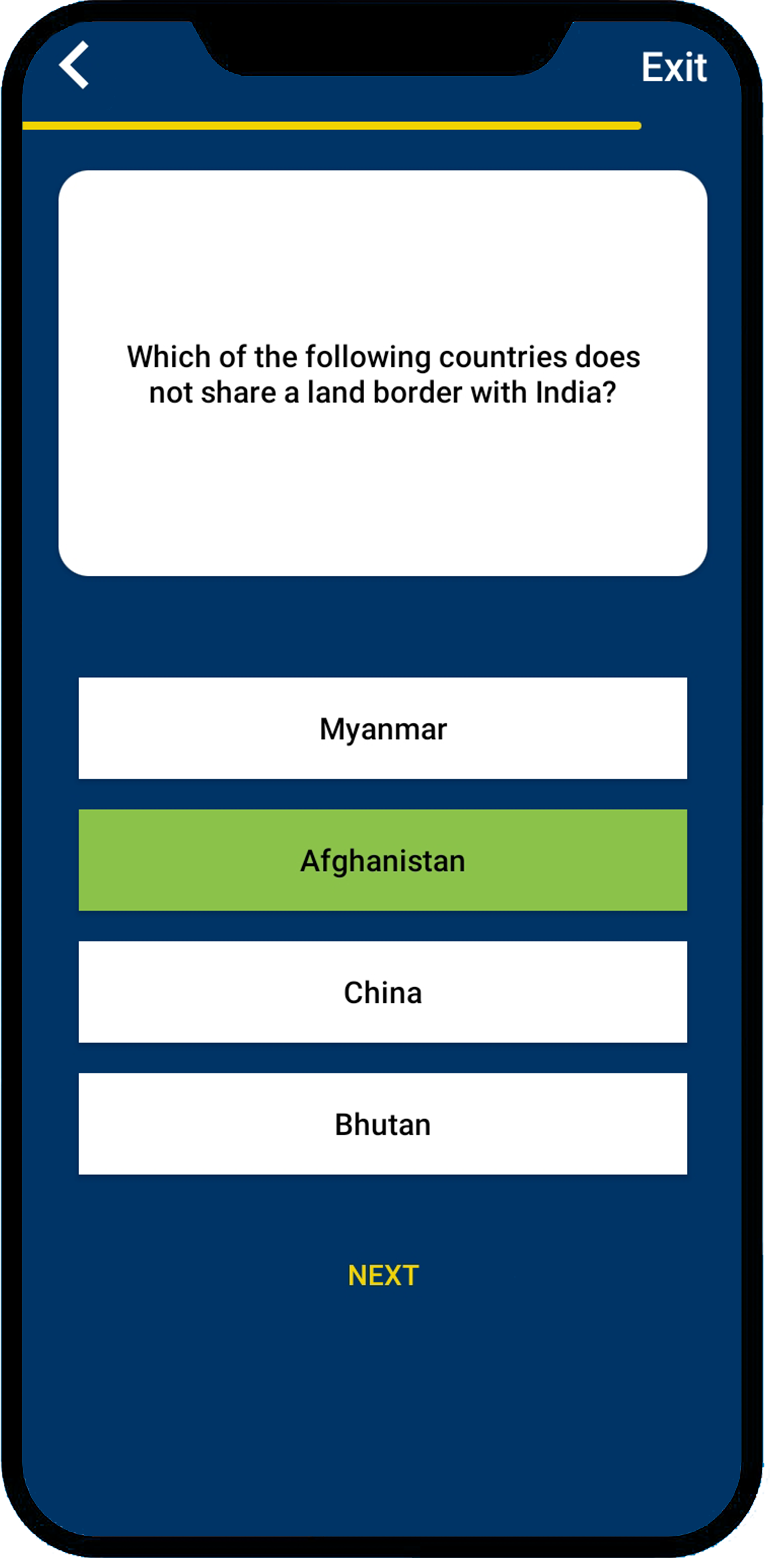 Exit
Which of the following countries does
not share a land border with India?
Myanmar
Afghanistan
China
Bhutan
NEXT